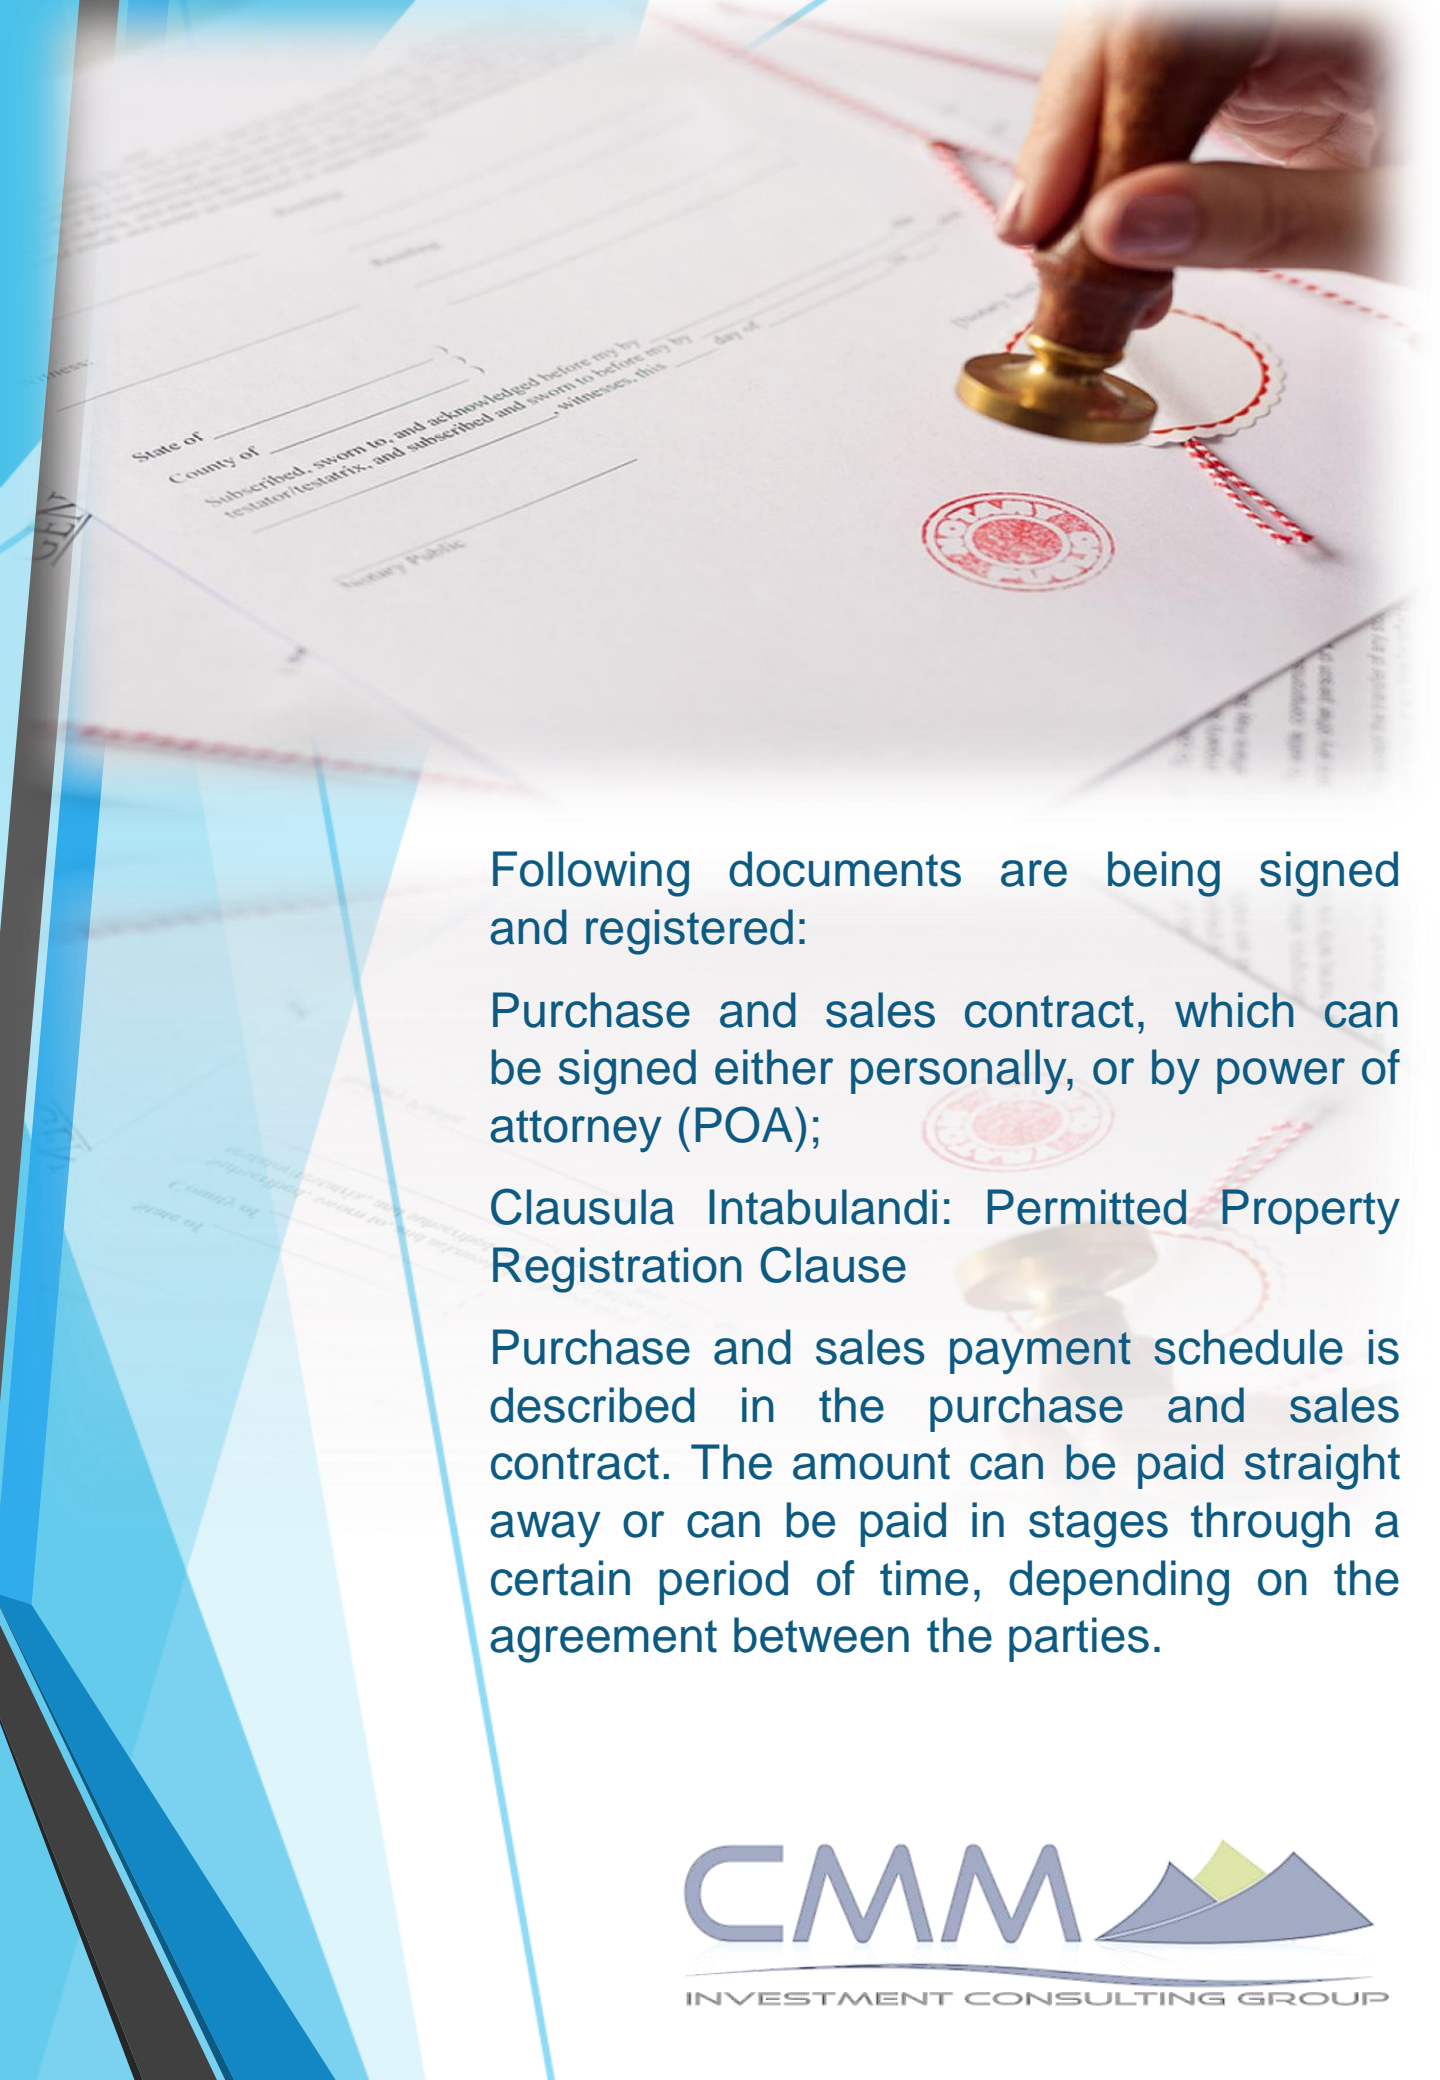 State of
County of
Subscribed, sworn to, and acknowledged before my by
testator/testatrix, and subscribed and sworn to before my by
, witnesses, this day of
Notary Public
[Notary
NOTARY
Following documents are being signed
and registered:
Purchase and sales contract, which can
be signed either personally, or by power of
attorney (POA);
Clausula Intabulandi: Permitted Property
Registration Clause
Purchase and sales payment schedule is
described in the purchase and sales
contract. The amount can be paid straight
away or can be paid in stages through a
certain period of time, depending on the
agreement between the parties.
CMM
INVESTMENT CONSULTING GROUP